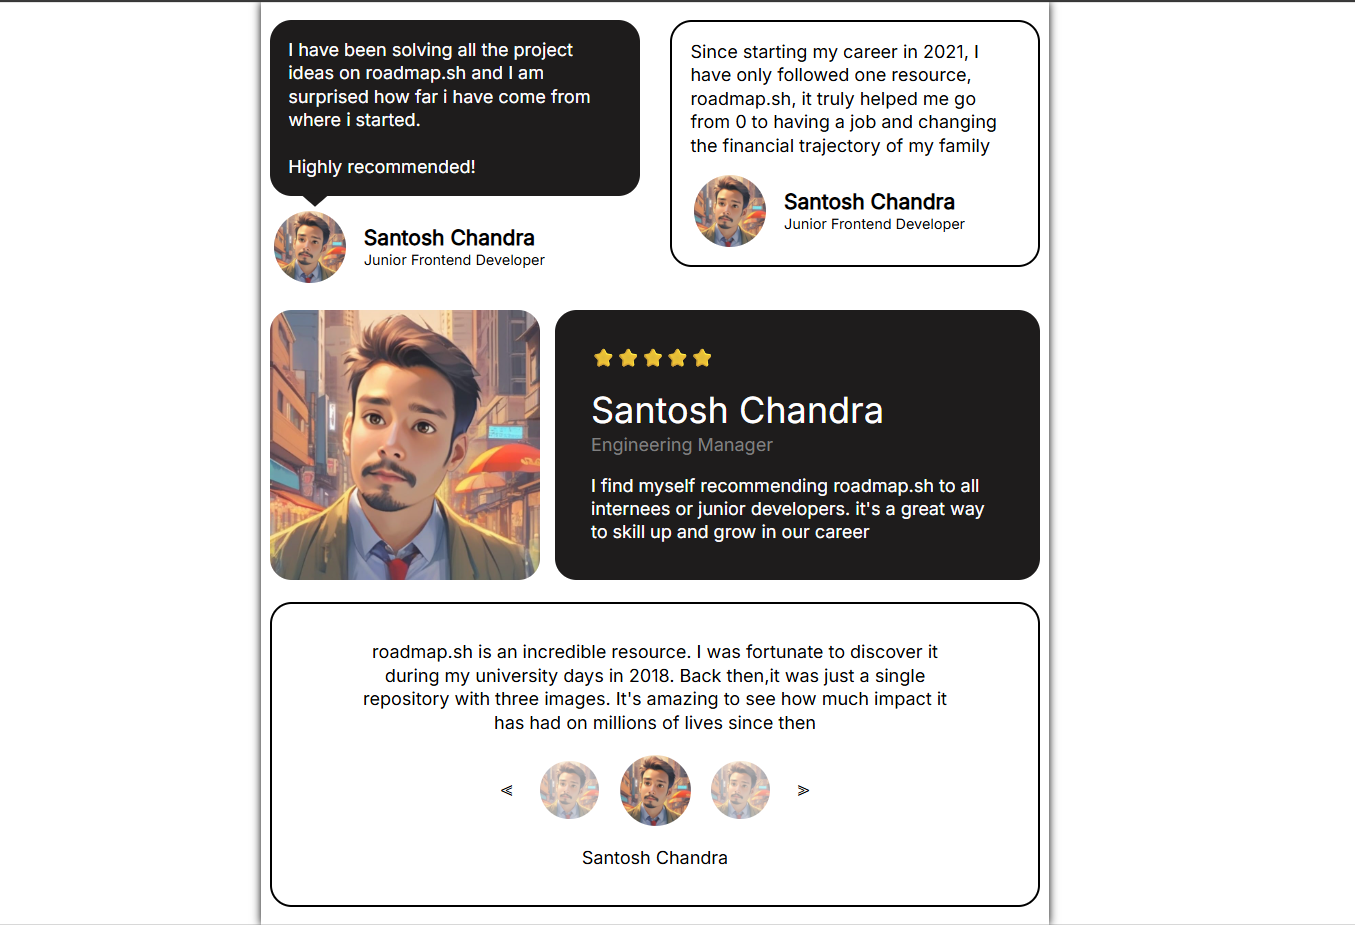 I have been solving all the project
ideas on roadmap.sh and I am
surprised how far i have come from
where i started.
Highly recommended!
Santosh Chandra
Junior Frontend Developer
Since starting my career in 2021, I
have only followed one resource,
roadmap.sh, it truly helped me go
from 0 to having a job and changing
the financial trajectory of my family
Santosh Chandra
Junior Frontend Developer
Santosh Chandra
Engineering Manager
I find myself recommending roadmap.sh to all
internees or junior developers. it's a great way
to skill up and grow in our career
roadmap.sh is an incredible resource. I was fortunate to discover it
during my university days in 2018. Back then,it was just a single
repository with three images. It's amazing to see how much impact it
has had on millions of lives since then
Santosh Chandra